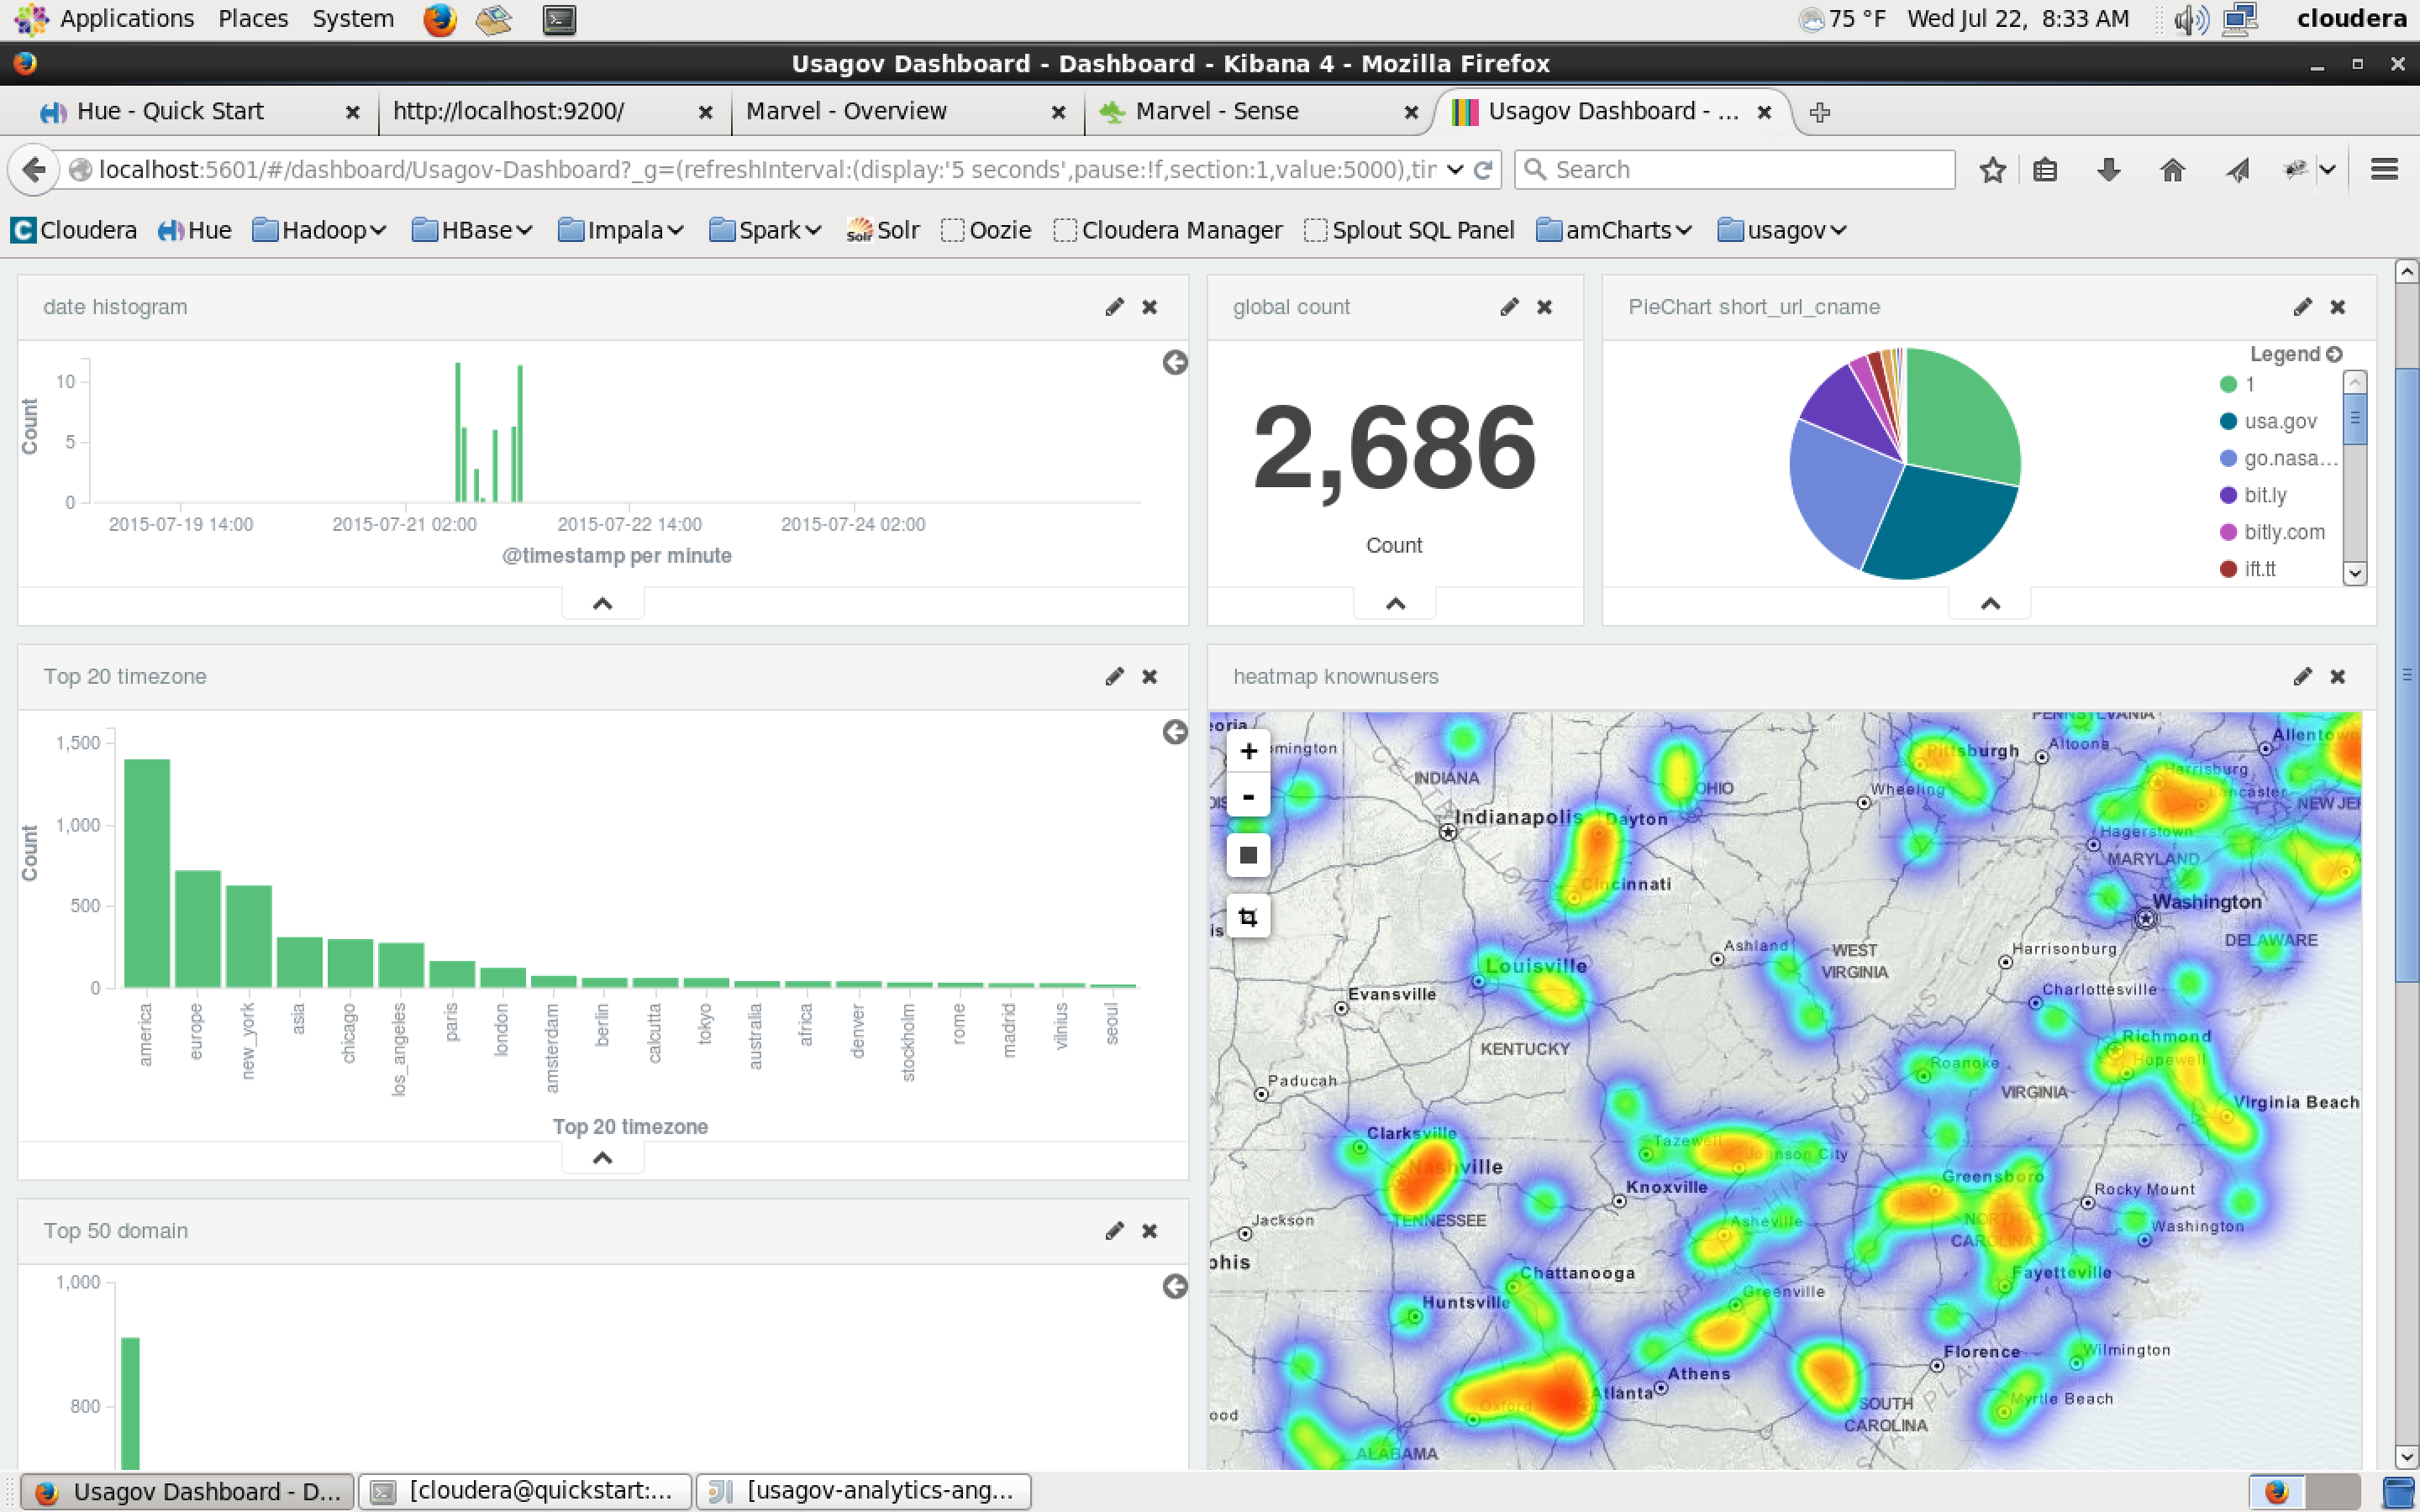 Applications Places System 75 °F Wed Jul 22, 8:33 AM cloudera
Usagov Dashboard - Dashboard - Kibana 4 - Mozilla Firefox
Hue - Quick Start http://localhost:9200/ Marvel - Overview Marvel - Sense Usagov Dashboard - ...
localhost:5601/#/dashboard/Usagov-Dashboard?_g=(refreshInterval:(display:'5 seconds',pause:!f,section:1,value:5000),tir Search
Cloudera Hue Hadoop HBase Impala Spark Solr Oozie Cloudera Manager Splout SQL Panel amCharts usagov
date histogram
10
5
0
Count
2015-07-19 14:00 2015-07-21 02:00 2015-07-22 14:00 2015-07-24 02:00
@timestamp per minute
global count
2,686
Count
PieChart short_url_cname
Legend
1
usa.gov
go.nasa...
bit.ly
bitly.com
ift.tt
Top 20 timezone
1,500
1,000
500
0
Count
america europe new_york asia chicago los_angeles paris london amsterdam berlin calcutta tokyo australia africa denver stockholm rome madrid vilnius seoul
Top 20 timezone
Top 50 domain
1,000
800
heatmap knownusers
+
-
eoria
PENNSYLVANIA
mington
Pittsburgh Altoona Allentown
INDIANA
OHIO Wheeling Harrisburg
Lancaster NEW JER
Indianapolis Dayton
Hagerstown
MARYLAND
Cincinnati
Washington
is
Ashland WEST VIRGINIA Harrisonburg DELAWARE
Louisville
Evansville Charlottesville
Richmond
KENTUCKY Roanoke Hopewell
Paducah VIRGINIA
Virginia Beach
Clarksville Tazewell
Nashville Johnson City
Knoxville Greensboro Rocky Mount
Jackson TENNESSEE Asheville NORTH CAROLINA Washington
phis
Chattanooga Fayetteville
Huntsville Greenville
Florence Wilmington
Athens
Atlanta Myrtle Beach
Oxford SOUTH CAROLINA
ood
ALABAMA
Usagov Dashboard - D... [cloudera@quickstart:... [usagov-analytics-ang...